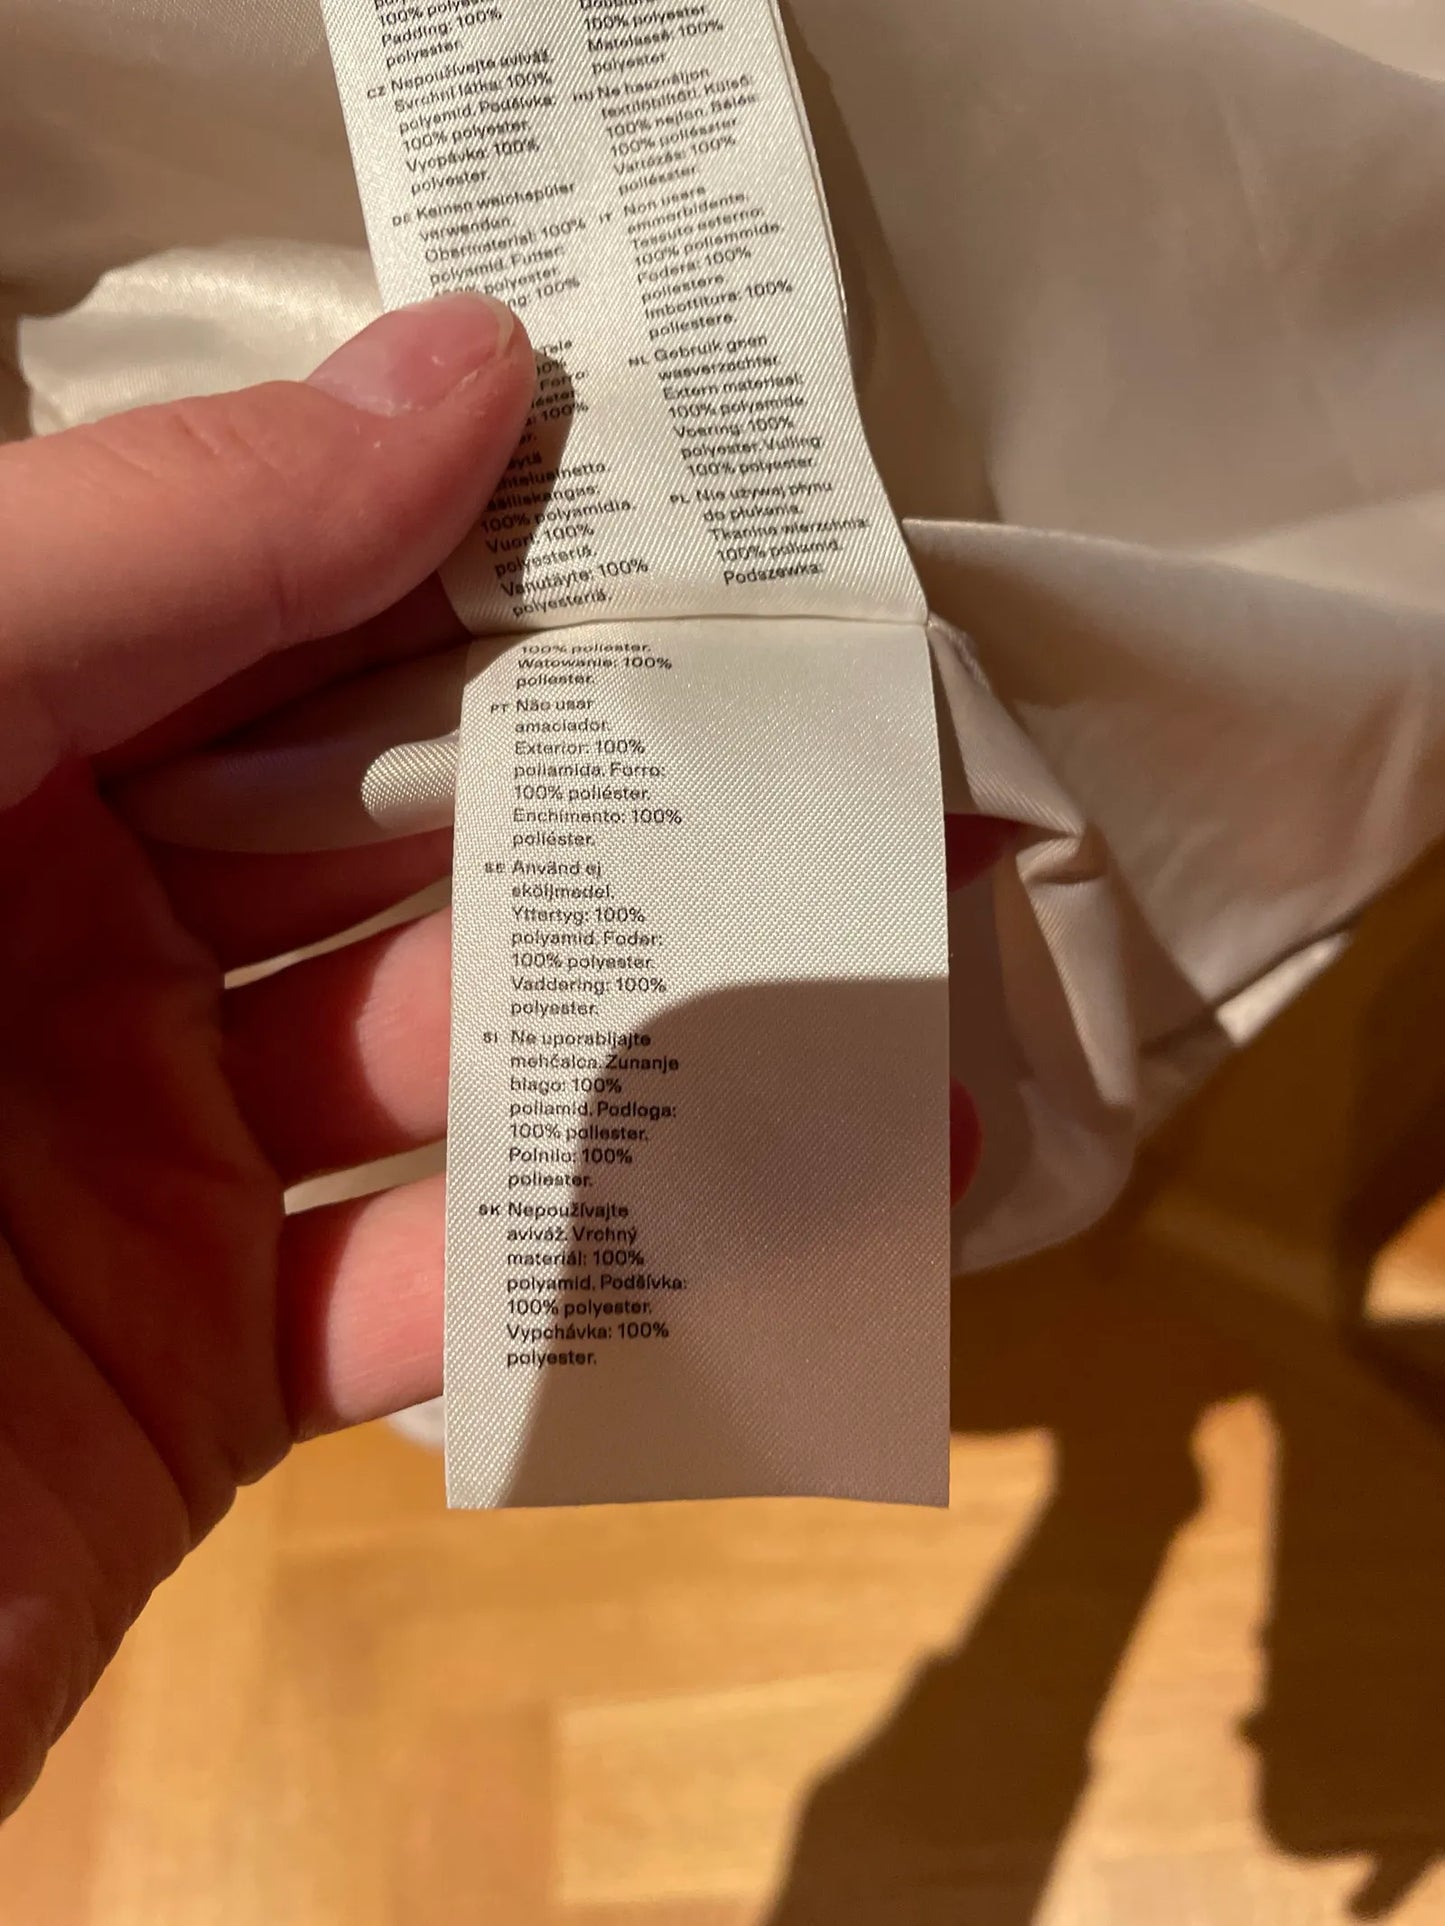 100% polyester
Padding: 100%
polyester.
CZ Nepoužívejte aviváž.
Svrchní látka: 100%
polyamid. Podšívka:
100% polyester.
Vycpávka: 100%
polyester.
DE Keinen weichspüler
verwenden.
Obermaterial: 100%
polyamid. Futter:
polyester.
100%
Tele
Forro:
100%
100% polyamidia.
Vuori: 100%
polyesteriä.
Vanutäyte: 100%
polyesteriä.
100% polyester.
Matelassé: 100%
polyester
HU Ne használjon
textilöblítőt. Külső:
100% nejlon. Bélés:
100% poliészter.
Vattázás: 100%
poliészter.
IT Non usare
ammorbidente.
Tessuto esterno:
100% poliammide.
Fodera: 100%
poliestere.
Imbottitura: 100%
poliestere.
NL Gebruik geen
wasverzachter.
Extern materiaal:
100% polyamide.
Voering: 100%
polyester. Vulling:
100% polyester.
PL Nie używaj płynu
do płukania.
Tkanina wierzchnia:
100% poliamid.
Podszewka:
100% poliester.
Watowanie: 100%
poliester.
PT Não usar
amaciador.
Exterior: 100%
poliamida. Forro:
100% poliéster.
Enchimento: 100%
poliéster.
SE Använd ej
sköljmedel.
Yttertyg: 100%
polyamid. Foder:
100% polyester.
Vaddering: 100%
polyester.
SI Ne uporabljajte
mehčalca. Zunanje
blago: 100%
poliamid. Podloga:
100% poliester.
Polnilo: 100%
poliester.
SK Nepoužívajte
aviváž. Vrchný
materiál: 100%
polyamid. Podšívka:
100% polyester.
Vypchávka: 100%
polyester.